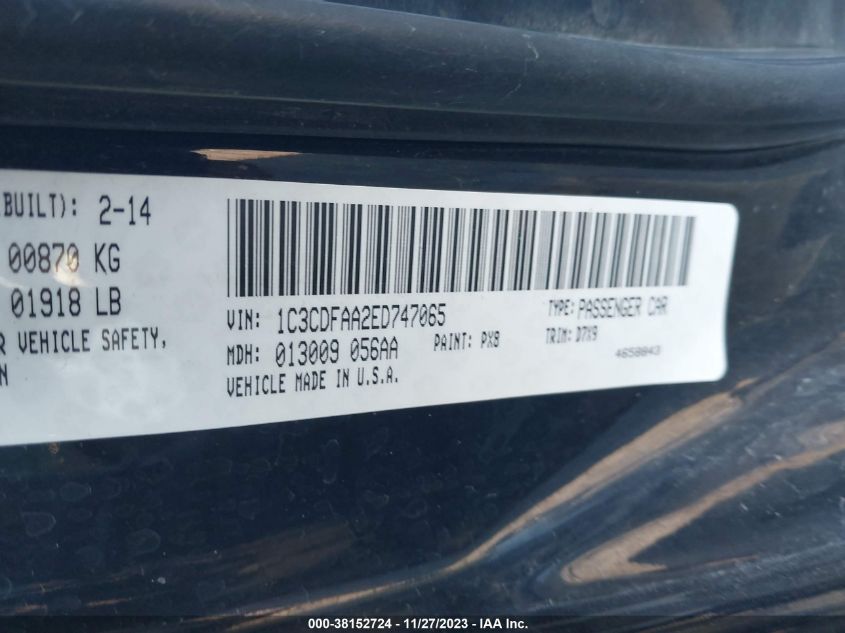 BUILT): 2-14
00870 KG
01918 LB
R VEHICLE SAFETY,
N
VIN: 1C3CDFAA2ED747065
TYPE: PASSENGER CAR
MDH: 013009 056AA PAINT: PX8 TRIM: D7X9
VEHICLE MADE IN U.S.A.
4658843
000-38152724 - 11/27/2023 - IAA Inc.